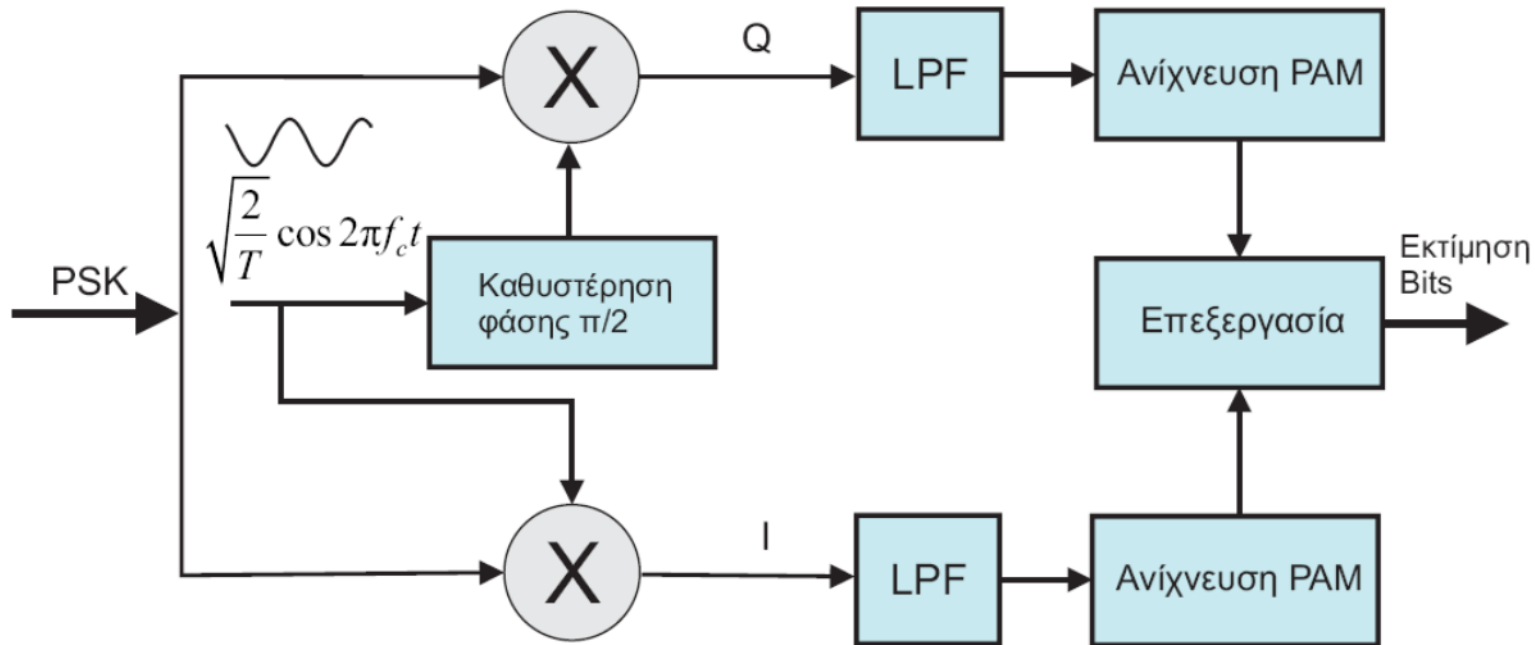 Q
X
LPF
Ανίχνευση PAM
√(2/T) cos 2πf_c t
PSK
Καθυστέρηση
φάσης π/2
Επεξεργασία
Εκτίμηση
Bits
I
X
LPF
Ανίχνευση PAM